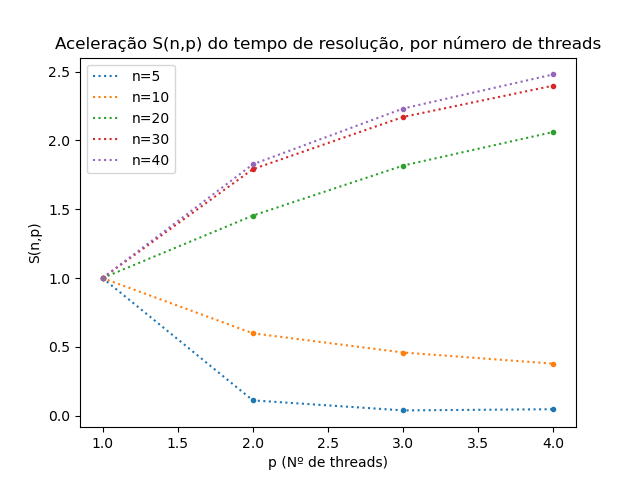 Aceleração S(n,p) do tempo de resolução, por número de threads
2.5
2.0
1.5
1.0
0.5
0.0
S(n,p)
n=5
n=10
n=20
n=30
n=40
1.0 1.5 2.0 2.5 3.0 3.5 4.0
p (Nº de threads)